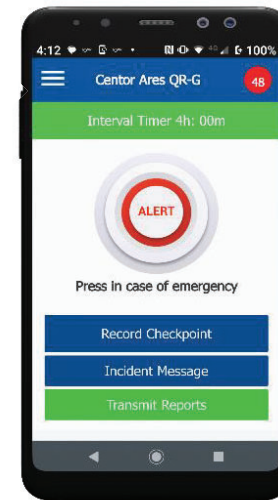 4:12 100%
Centor Ares QR-G 48
Interval Timer 4h: 00m
ALERT
Press in case of emergency
Record Checkpoint
Incident Message
Transmit Reports